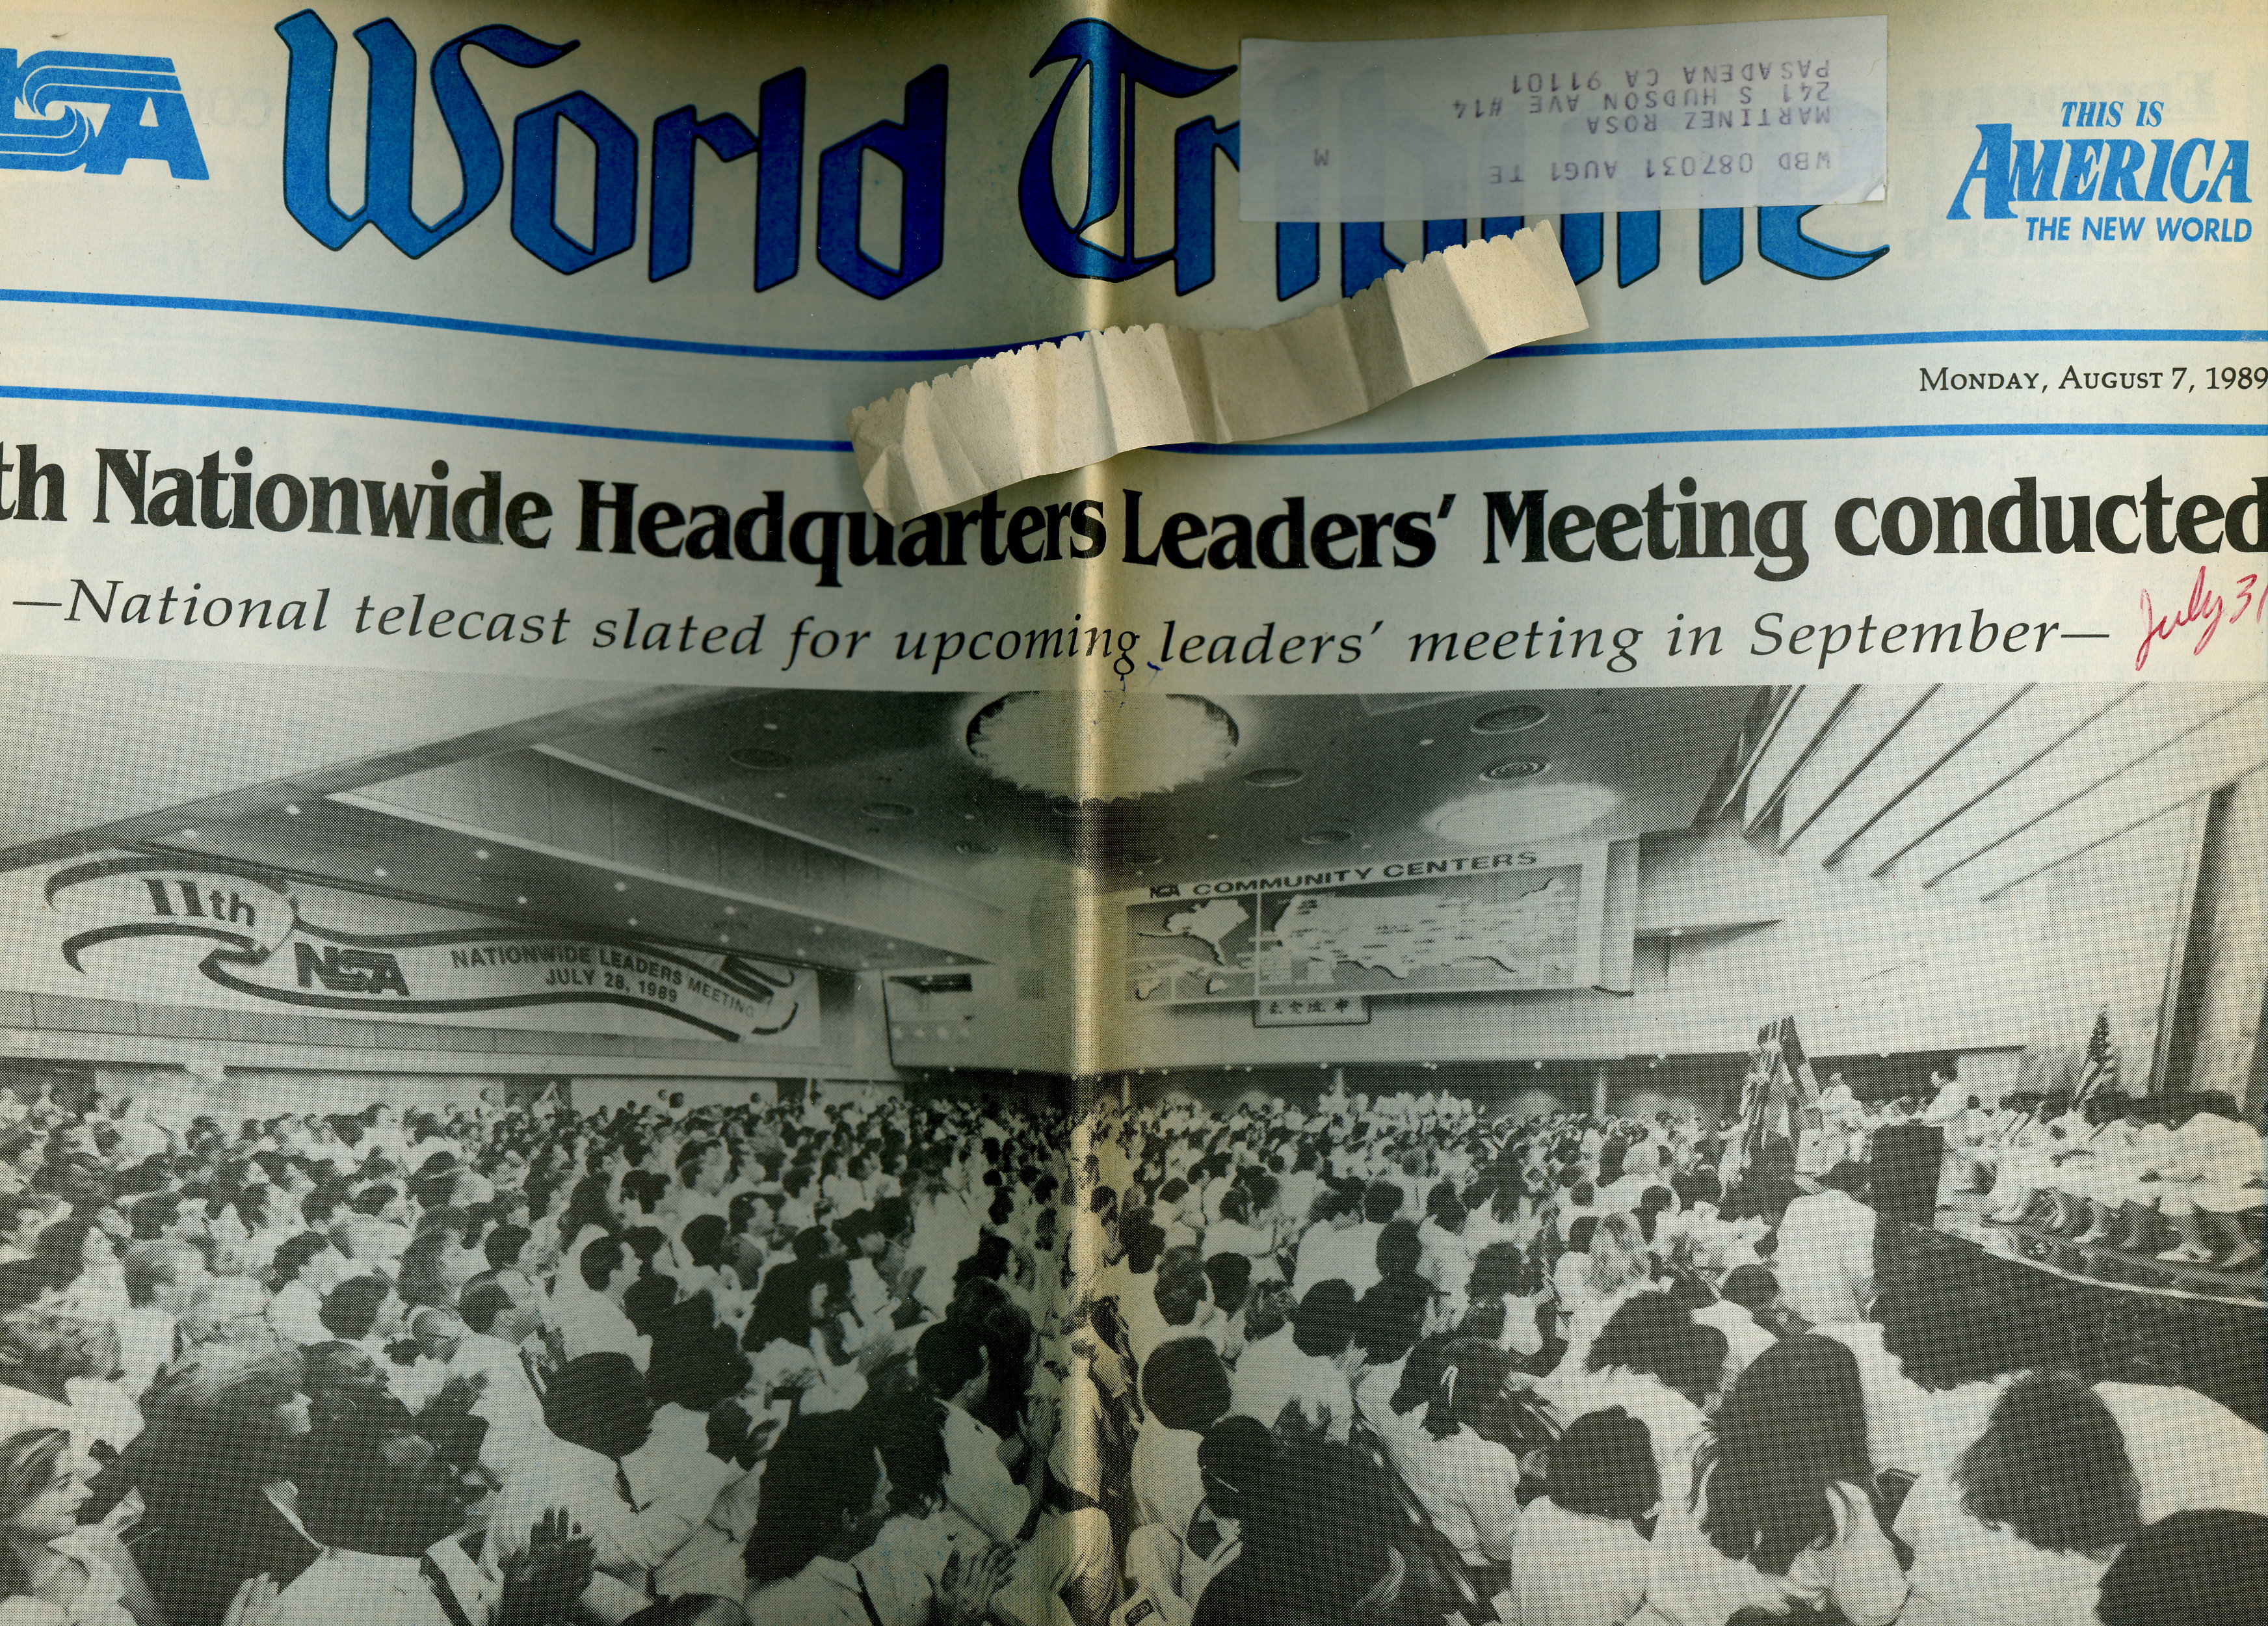 NSA World Tribune
THIS IS
AMERICA
THE NEW WORLD
WBD 087031 AUG1 TE M
MARTINEZ ROSA
241 S HUDSON AVE #14
PASADENA CA 91101
MONDAY, AUGUST 7, 1989
th Nationwide Headquarters Leaders' Meeting conducted
—National telecast slated for upcoming leaders' meeting in September—
July 31
NSA COMMUNITY CENTERS
11th
NSA NATIONWIDE LEADERS MEETING
JULY 28, 1989